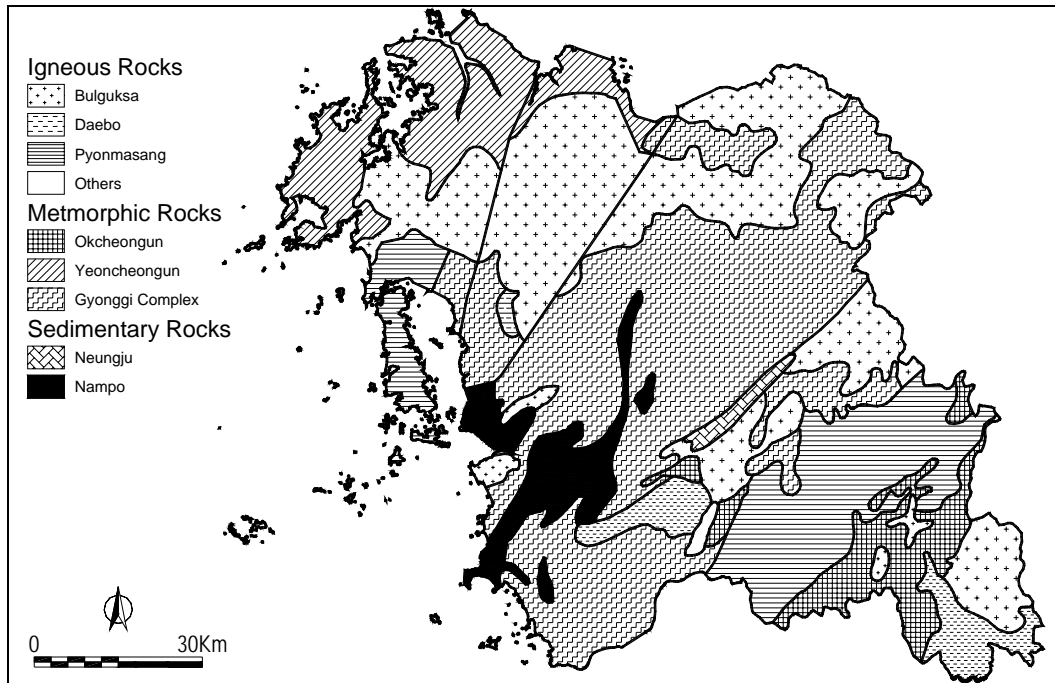 Igneous Rocks
Bulguksa
Daebo
Pyonmasang
Others
Metmorphic Rocks
Okcheongun
Yeoncheongun
Gyonggi Complex
Sedimentary Rocks
Neungju
Nampo
0 30Km